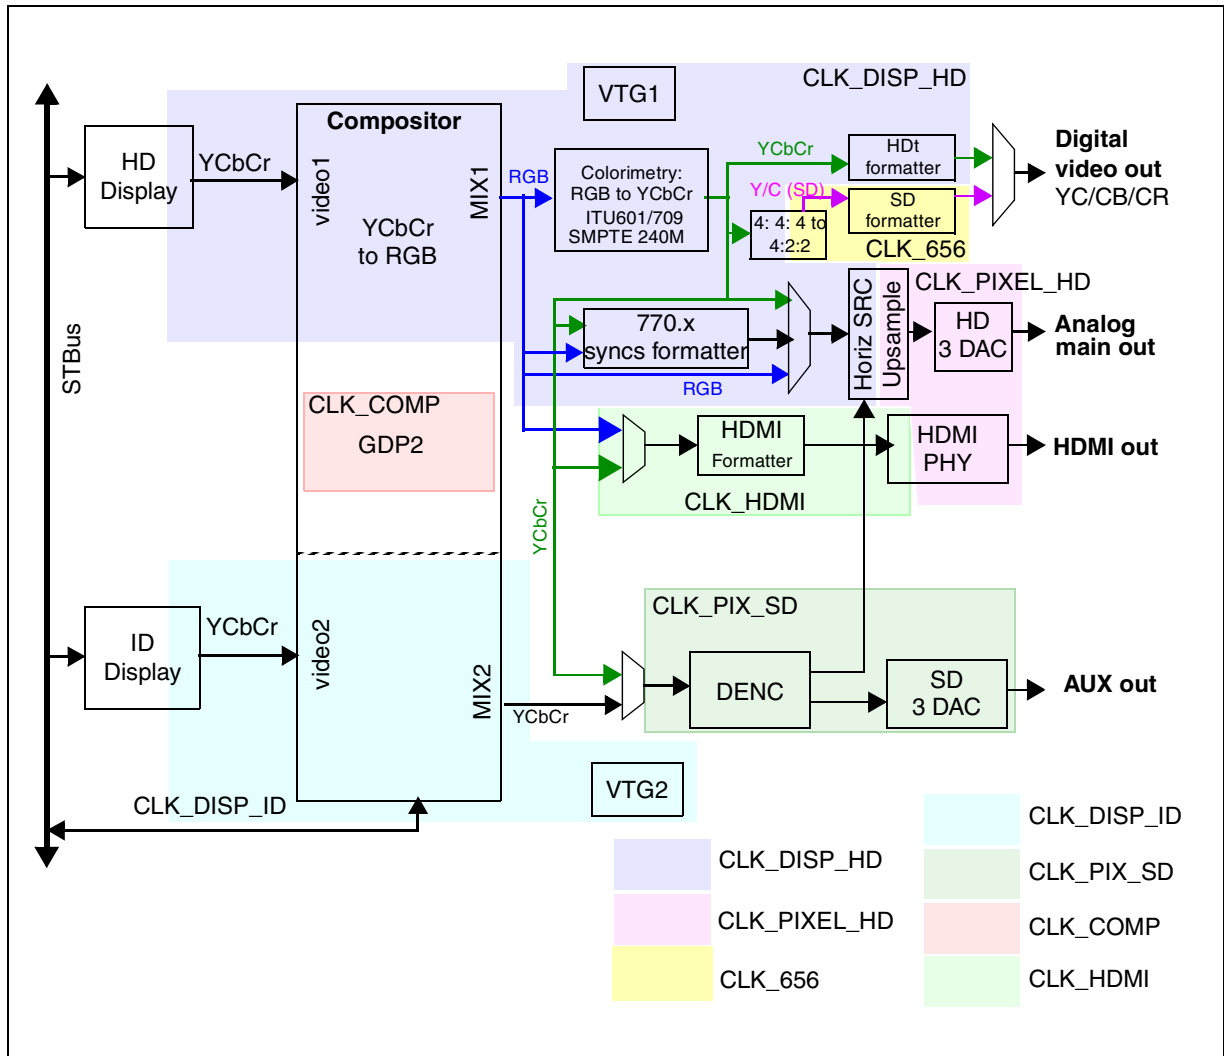 CLK_DISP_HD
VTG1
Compositor
HD
Display
YCbCr
video1
MIX1
YCbCr
to RGB
RGB
Colorimetry:
RGB to YCbCr
ITU601/709
SMPTE 240M
YCbCr
HDt
formatter
Y/C (SD)
SD
formatter
4: 4: 4 to
4:2:2
CLK_656
Digital
video out
YC/CB/CR
STBus
770.x
syncs formatter
RGB
Horiz SRC
Upsample
CLK_PIXEL_HD
HD
3 DAC
Analog
main out
CLK_COMP
GDP2
HDMI
Formatter
CLK_HDMI
HDMI
PHY
HDMI out
YCbCr
ID
Display
YCbCr
video2
MIX2
YCbCr
CLK_PIX_SD
DENC
SD
3 DAC
AUX out
VTG2
CLK_DISP_ID
CLK_DISP_HD
CLK_PIXEL_HD
CLK_656
CLK_DISP_ID
CLK_PIX_SD
CLK_COMP
CLK_HDMI